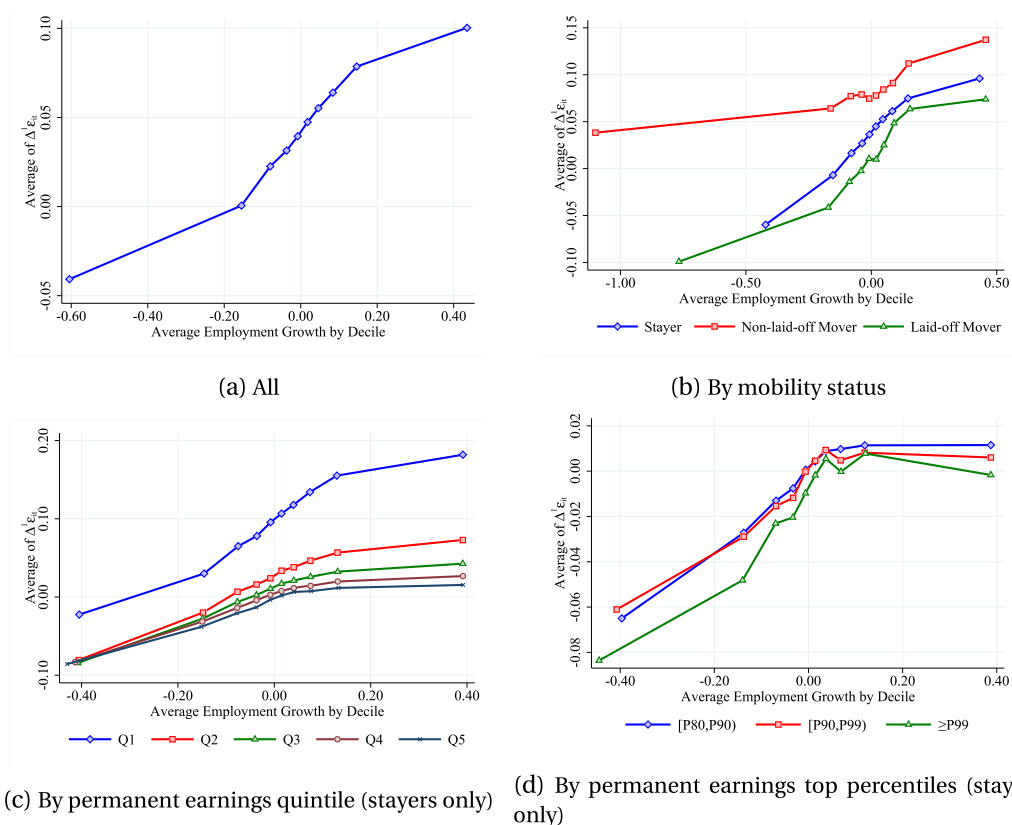 0.10
0.05
0.00
-0.05
Average of Δ¹ε_it
-0.60 -0.40 -0.20 0.00 0.20 0.40
Average Employment Growth by Decile
(a) All
0.15
0.10
0.05
0.00
-0.05
-0.10
Average of Δ¹ε_it
-1.00 -0.50 0.00 0.50
Average Employment Growth by Decile
Stayer Non-laid-off Mover Laid-off Mover
(b) By mobility status
0.20
0.10
0.00
-0.10
Average of Δ¹ε_it
-0.40 -0.20 0.00 0.20 0.40
Average Employment Growth by Decile
Q1 Q2 Q3 Q4 Q5
(c) By permanent earnings quintile (stayers only)
0.02
0.00
-0.02
-0.04
-0.06
-0.08
Average of Δ¹ε_it
-0.40 -0.20 0.00 0.20 0.40
Average Employment Growth by Decile
[P80,P90) [P90,P99) ≥P99
(d) By permanent earnings top percentiles (stay
only)